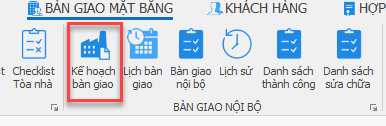 BÀN GIAO MẶT BẰNG KHÁCH HÀNG HỢP
st Checklist Tòa nhà
Kế hoạch bàn giao
Lịch bàn giao
Bàn giao nội bộ
Lịch sử
Danh sách thành công
Danh sách sửa chữa
BÀN GIAO NỘI BỘ